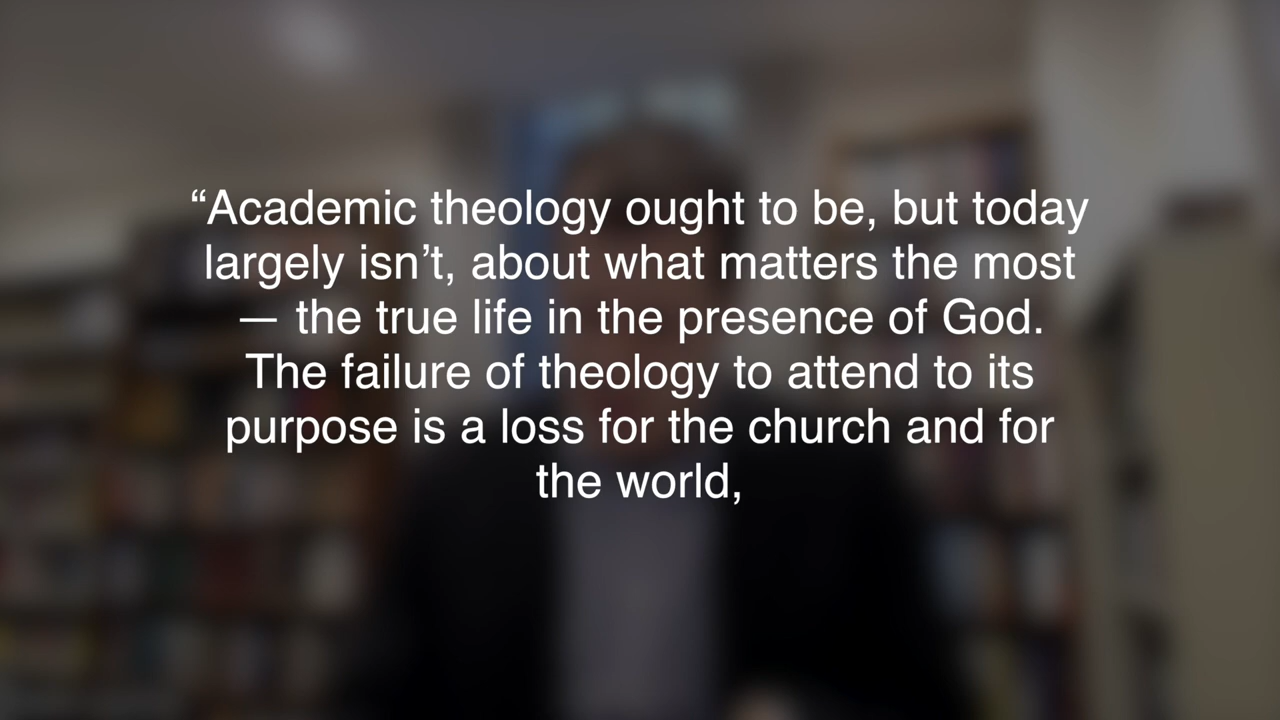 “Academic theology ought to be, but today
largely isn’t, about what matters the most
— the true life in the presence of God.
The failure of theology to attend to its
purpose is a loss for the church and for
the world,